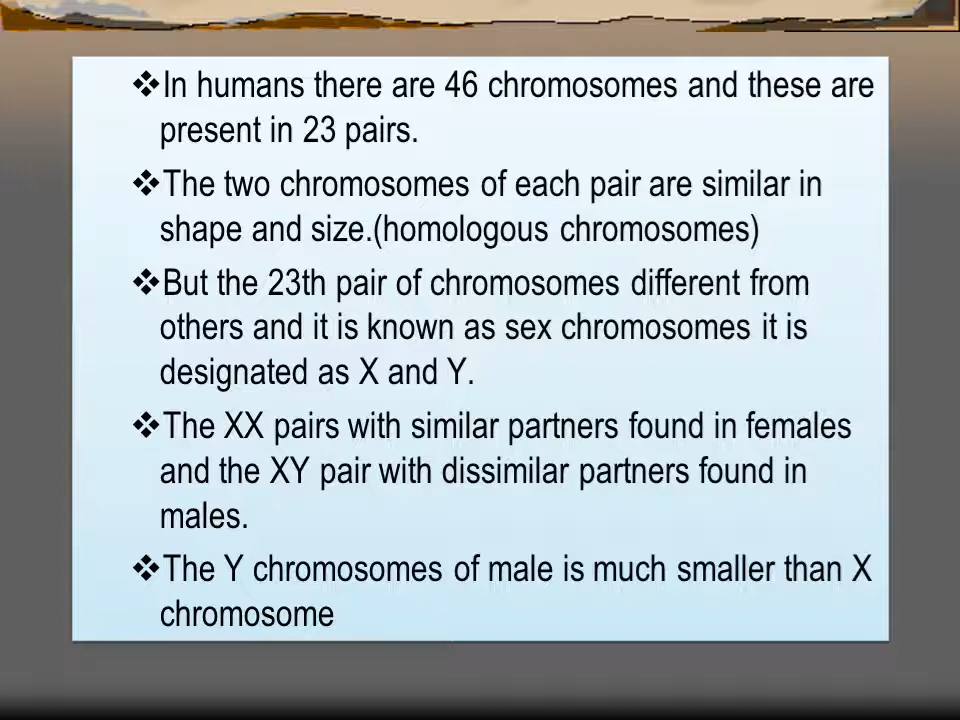 ❖In humans there are 46 chromosomes and these are
present in 23 pairs.
❖The two chromosomes of each pair are similar in
shape and size.(homologous chromosomes)
❖But the 23th pair of chromosomes different from
others and it is known as sex chromosomes it is
designated as X and Y.
❖The XX pairs with similar partners found in females
and the XY pair with dissimilar partners found in
males.
❖The Y chromosomes of male is much smaller than X
chromosome